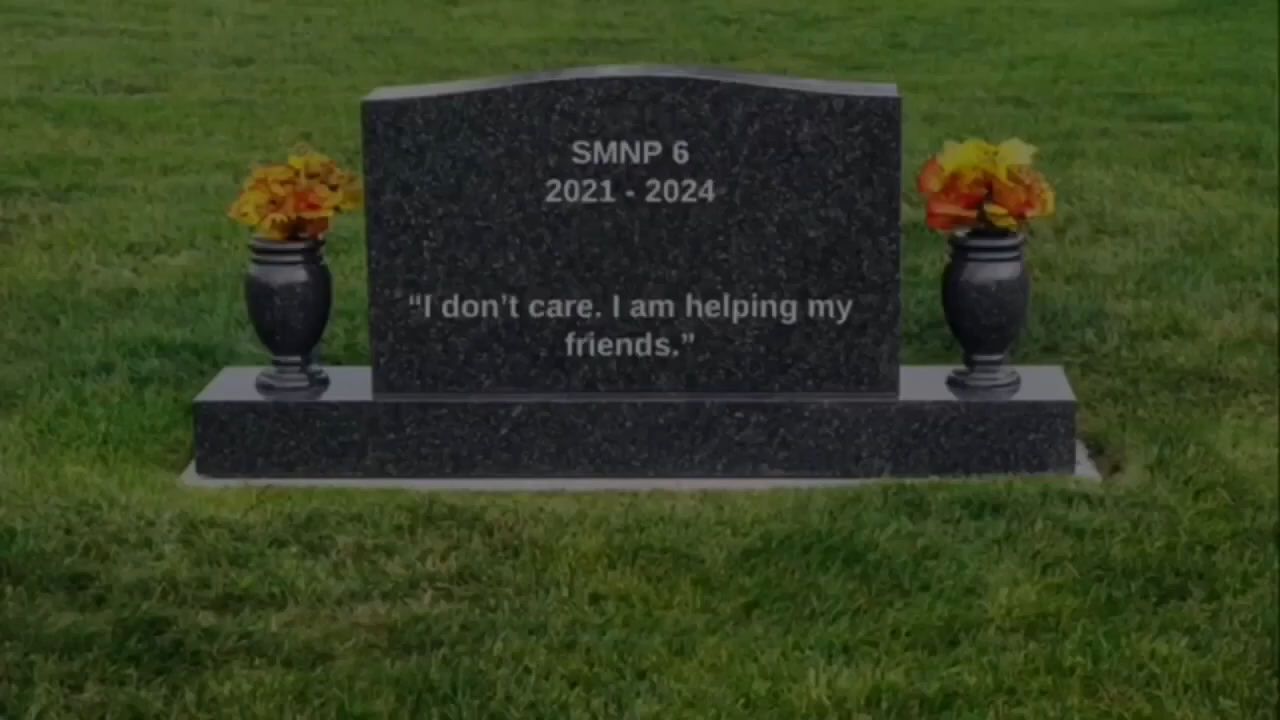 SMNP 6
2021 - 2024
“I don’t care. I am helping my
friends.”